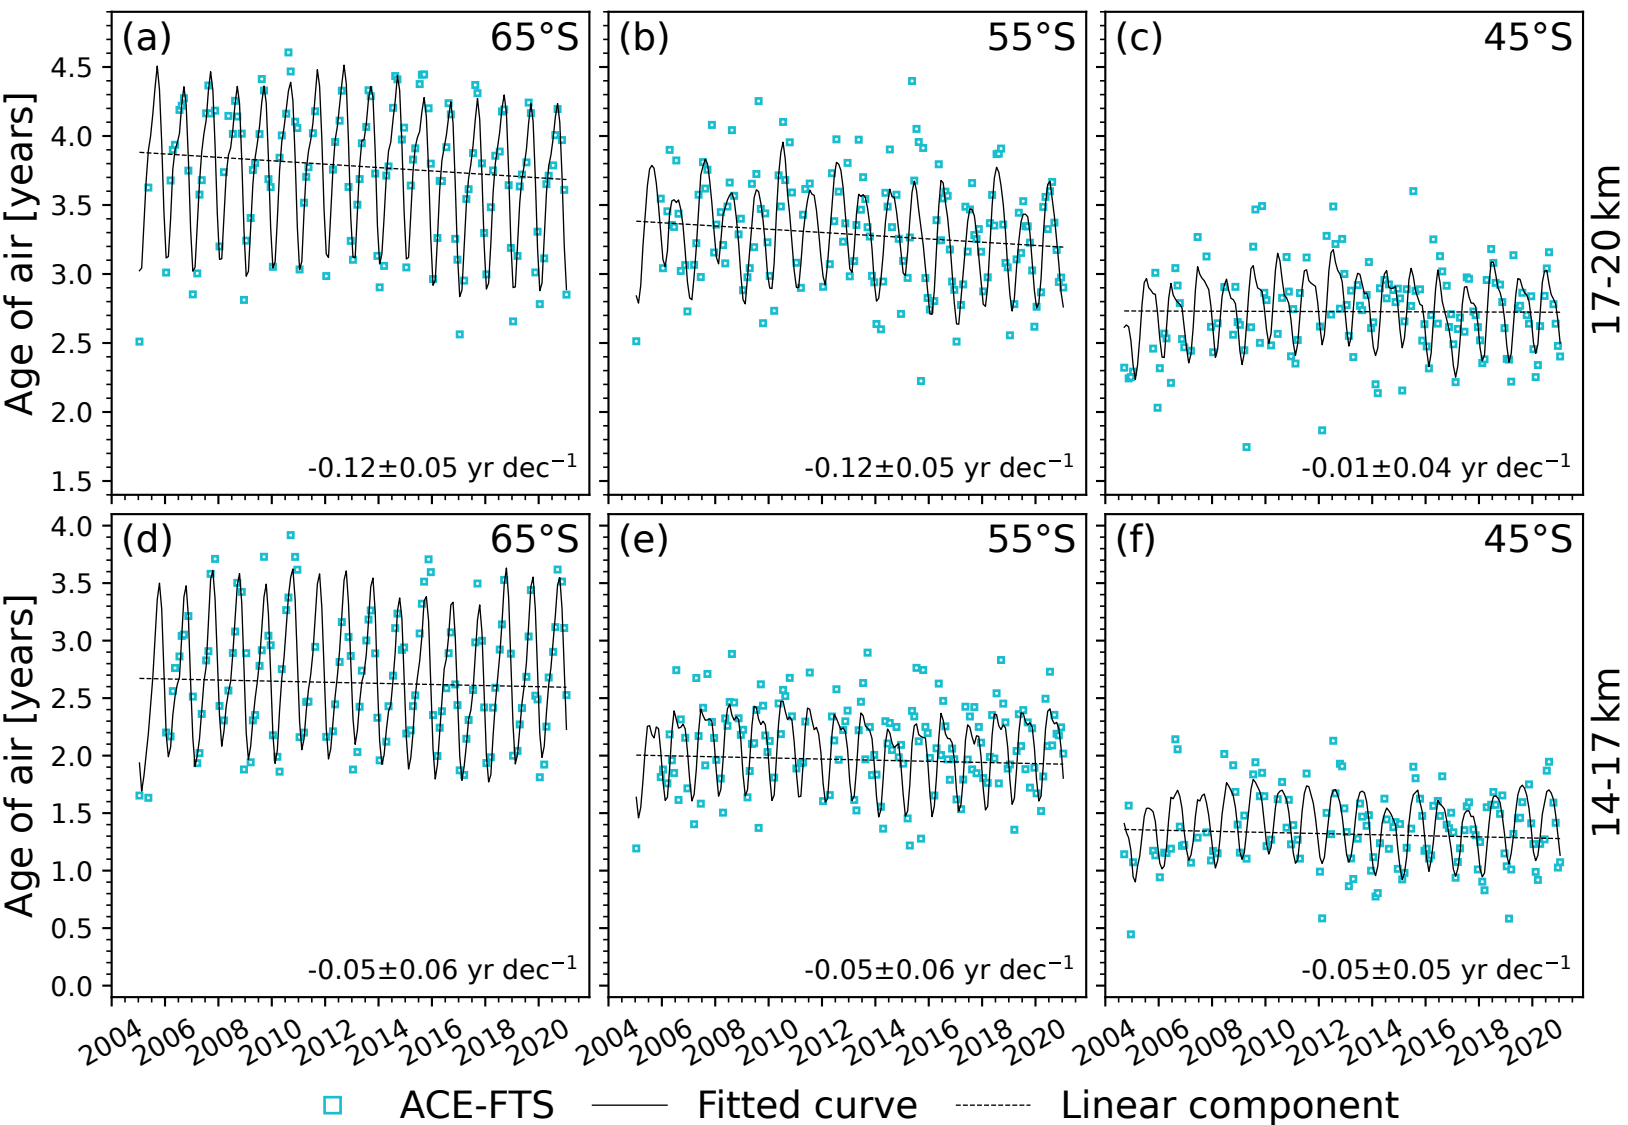 (a) 65°S
(b) 55°S
(c) 45°S
4.5
4.0
3.5
3.0
2.5
2.0
1.5
Age of air [years]
-0.12±0.05 yr dec⁻¹
-0.12±0.05 yr dec⁻¹
-0.01±0.04 yr dec⁻¹
17-20 km
(d) 65°S
(e) 55°S
(f) 45°S
4.0
3.5
3.0
2.5
2.0
1.5
1.0
0.5
0.0
Age of air [years]
-0.05±0.06 yr dec⁻¹
-0.05±0.06 yr dec⁻¹
-0.05±0.05 yr dec⁻¹
14-17 km
2004 2006 2008 2010 2012 2014 2016 2018 2020
2004 2006 2008 2010 2012 2014 2016 2018 2020
2004 2006 2008 2010 2012 2014 2016 2018 2020
ACE-FTS Fitted curve Linear component